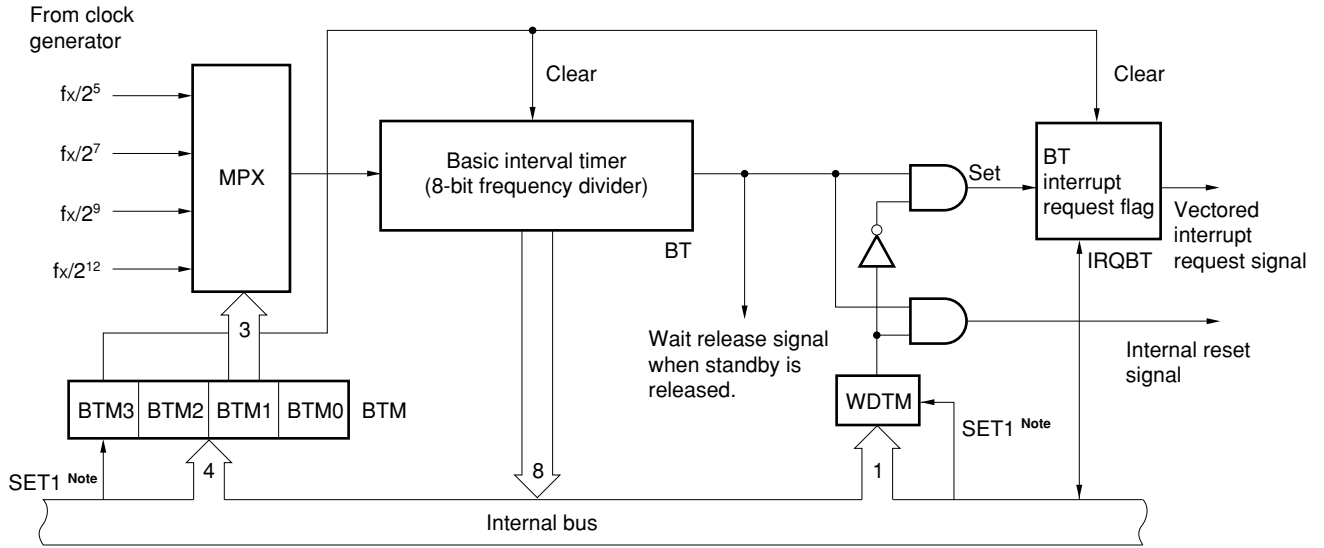 From clock
generator
fx/2⁵
fx/2⁷
fx/2⁹
fx/2¹²
MPX
3
Clear
Basic interval timer
(8-bit frequency divider)
BT
Wait release signal
when standby is
released.
Set
Clear
BT
interrupt
request flag
IRQBT
Vectored
interrupt
request signal
Internal reset
signal
WDTM
SET1 Note
1
BTM3 BTM2 BTM1 BTM0 BTM
SET1 Note
4
8
Internal bus